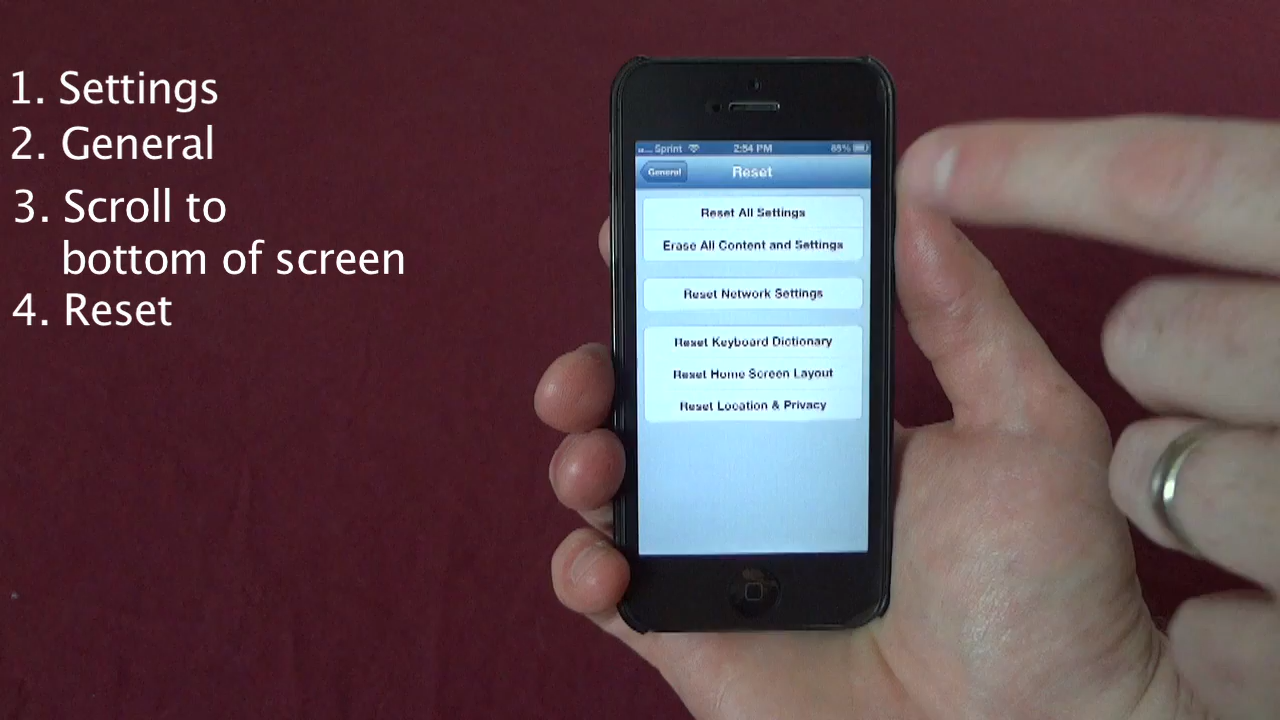 1. Settings
2. General
3. Scroll to
bottom of screen
4. Reset
Sprint 2:54 PM
General Reset
Reset All Settings
Erase All Content and Settings
Reset Network Settings
Reset Keyboard Dictionary
Reset Home Screen Layout
Reset Location & Privacy